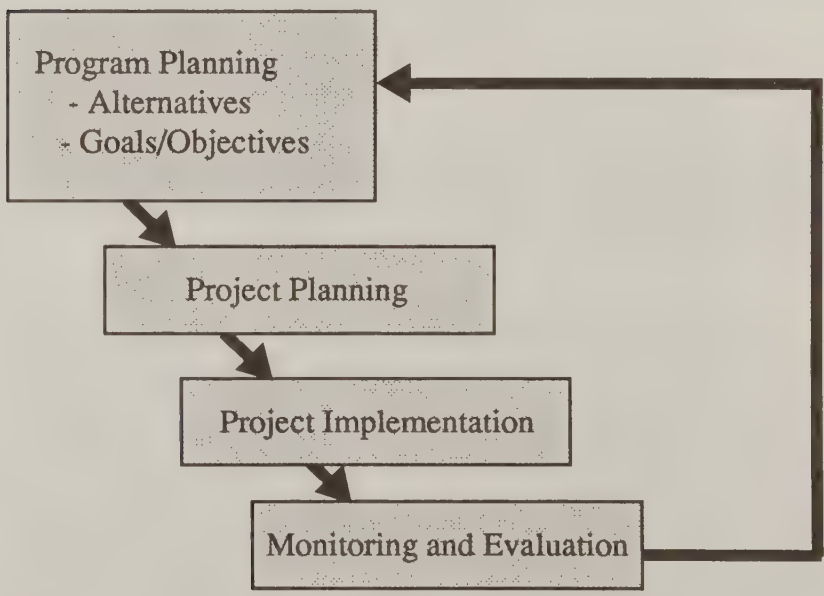 Program Planning
- Alternatives
- Goals/Objectives
Project Planning
Project Implementation
Monitoring and Evaluation